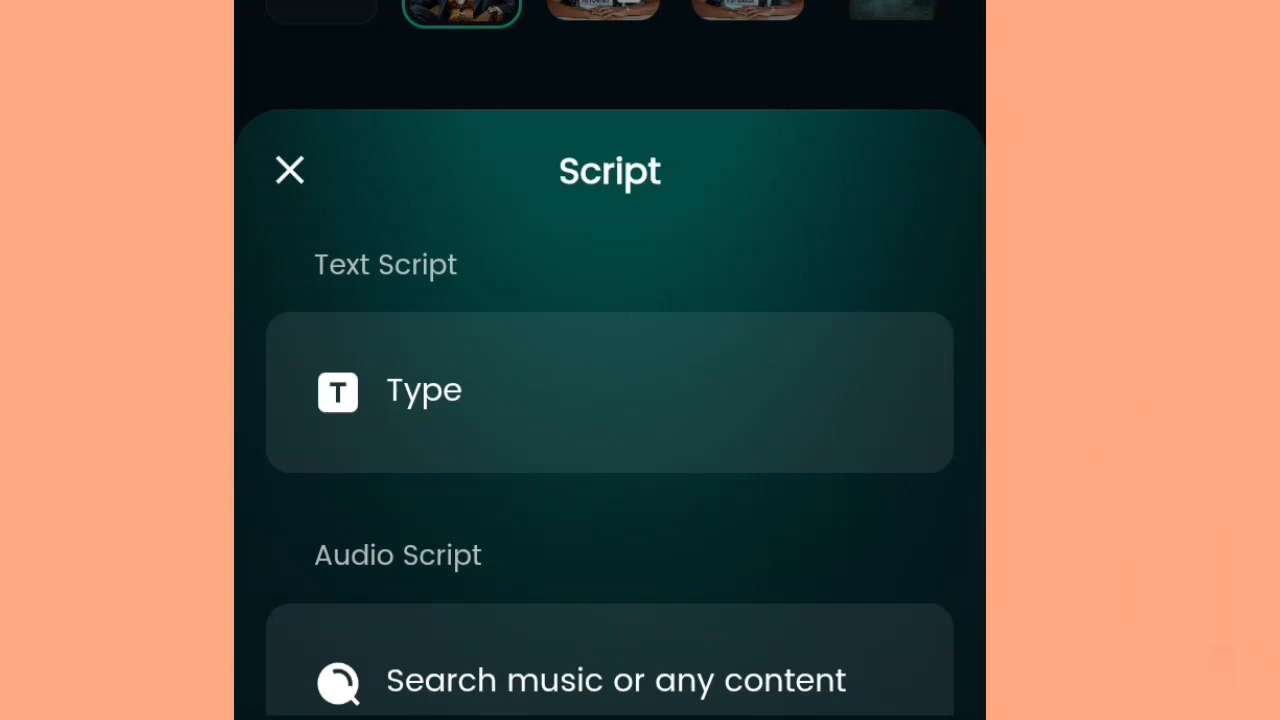 Script
Text Script
T Type
Audio Script
Search music or any content